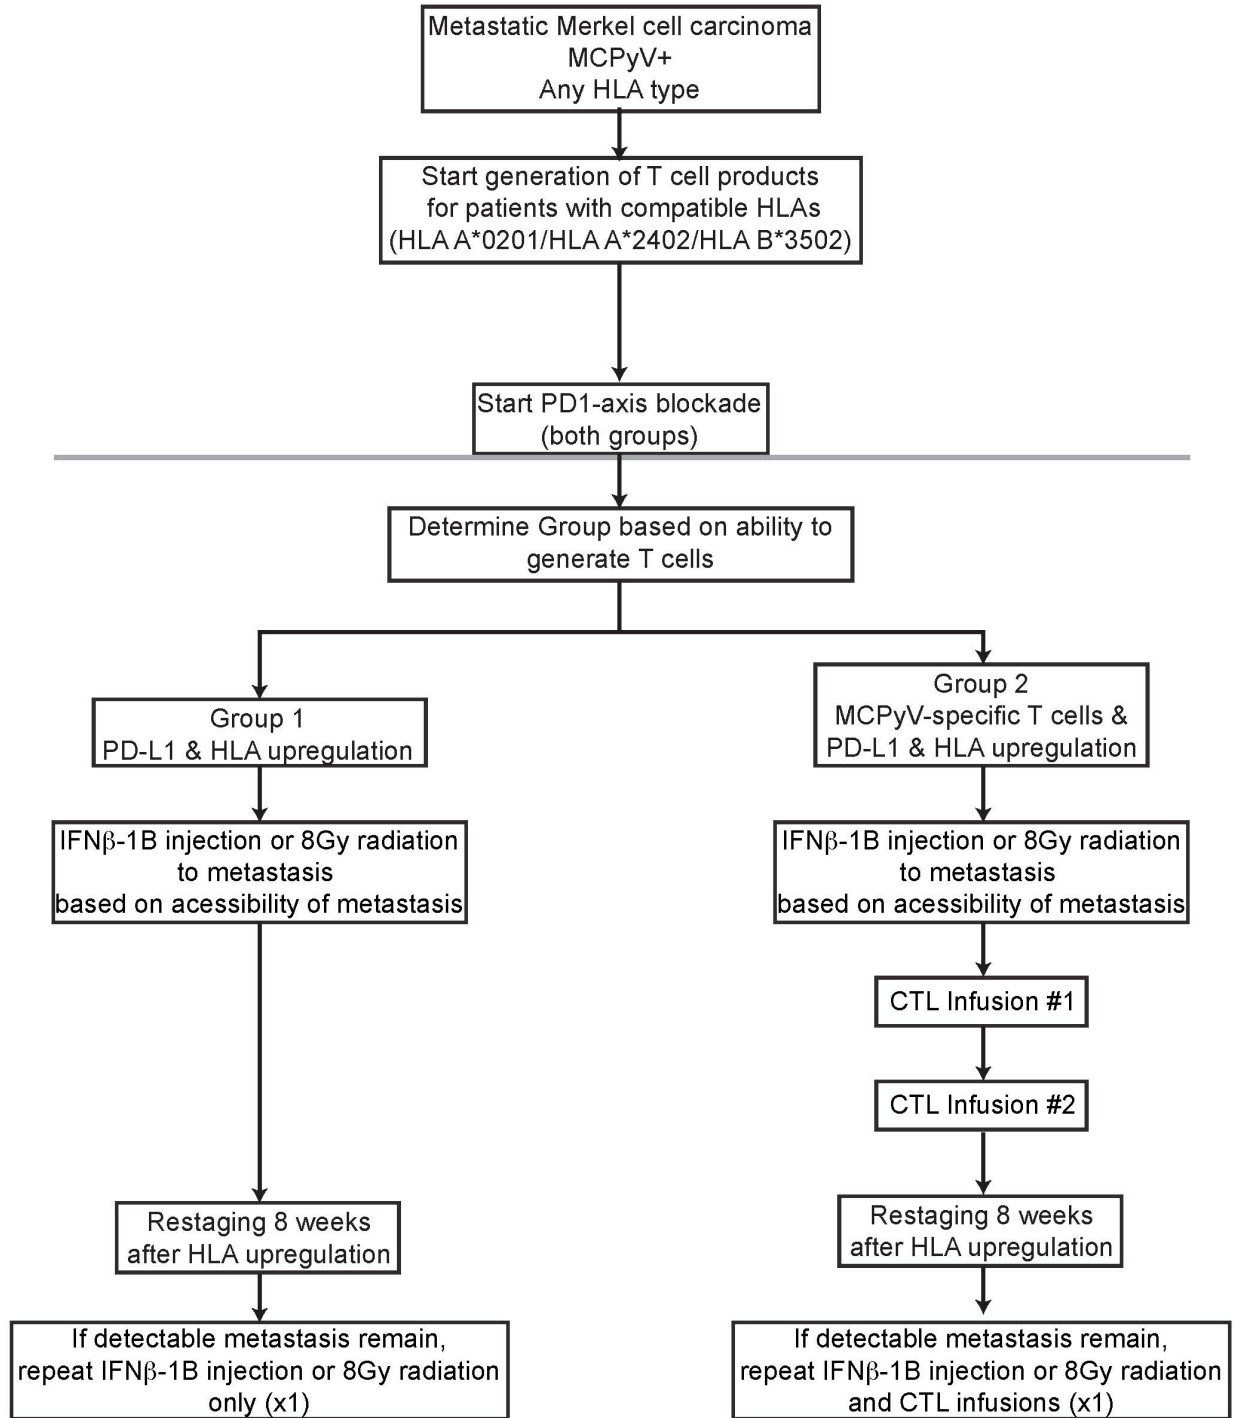 Metastatic Merkel cell carcinoma
MCPyV+
Any HLA type
Start generation of T cell products
for patients with compatible HLAs
(HLA A*0201/HLA A*2402/HLA B*3502)
Start PD1-axis blockade
(both groups)
Determine Group based on ability to
generate T cells
Group 1
PD-L1 & HLA upregulation
IFNβ-1B injection or 8Gy radiation
to metastasis
based on acessibility of metastasis
Restaging 8 weeks
after HLA upregulation
If detectable metastasis remain,
repeat IFNβ-1B injection or 8Gy radiation
only (x1)
Group 2
MCPyV-specific T cells &
PD-L1 & HLA upregulation
IFNβ-1B injection or 8Gy radiation
to metastasis
based on acessibility of metastasis
CTL Infusion #1
CTL Infusion #2
Restaging 8 weeks
after HLA upregulation
If detectable metastasis remain,
repeat IFNβ-1B injection or 8Gy radiation
and CTL infusions (x1)